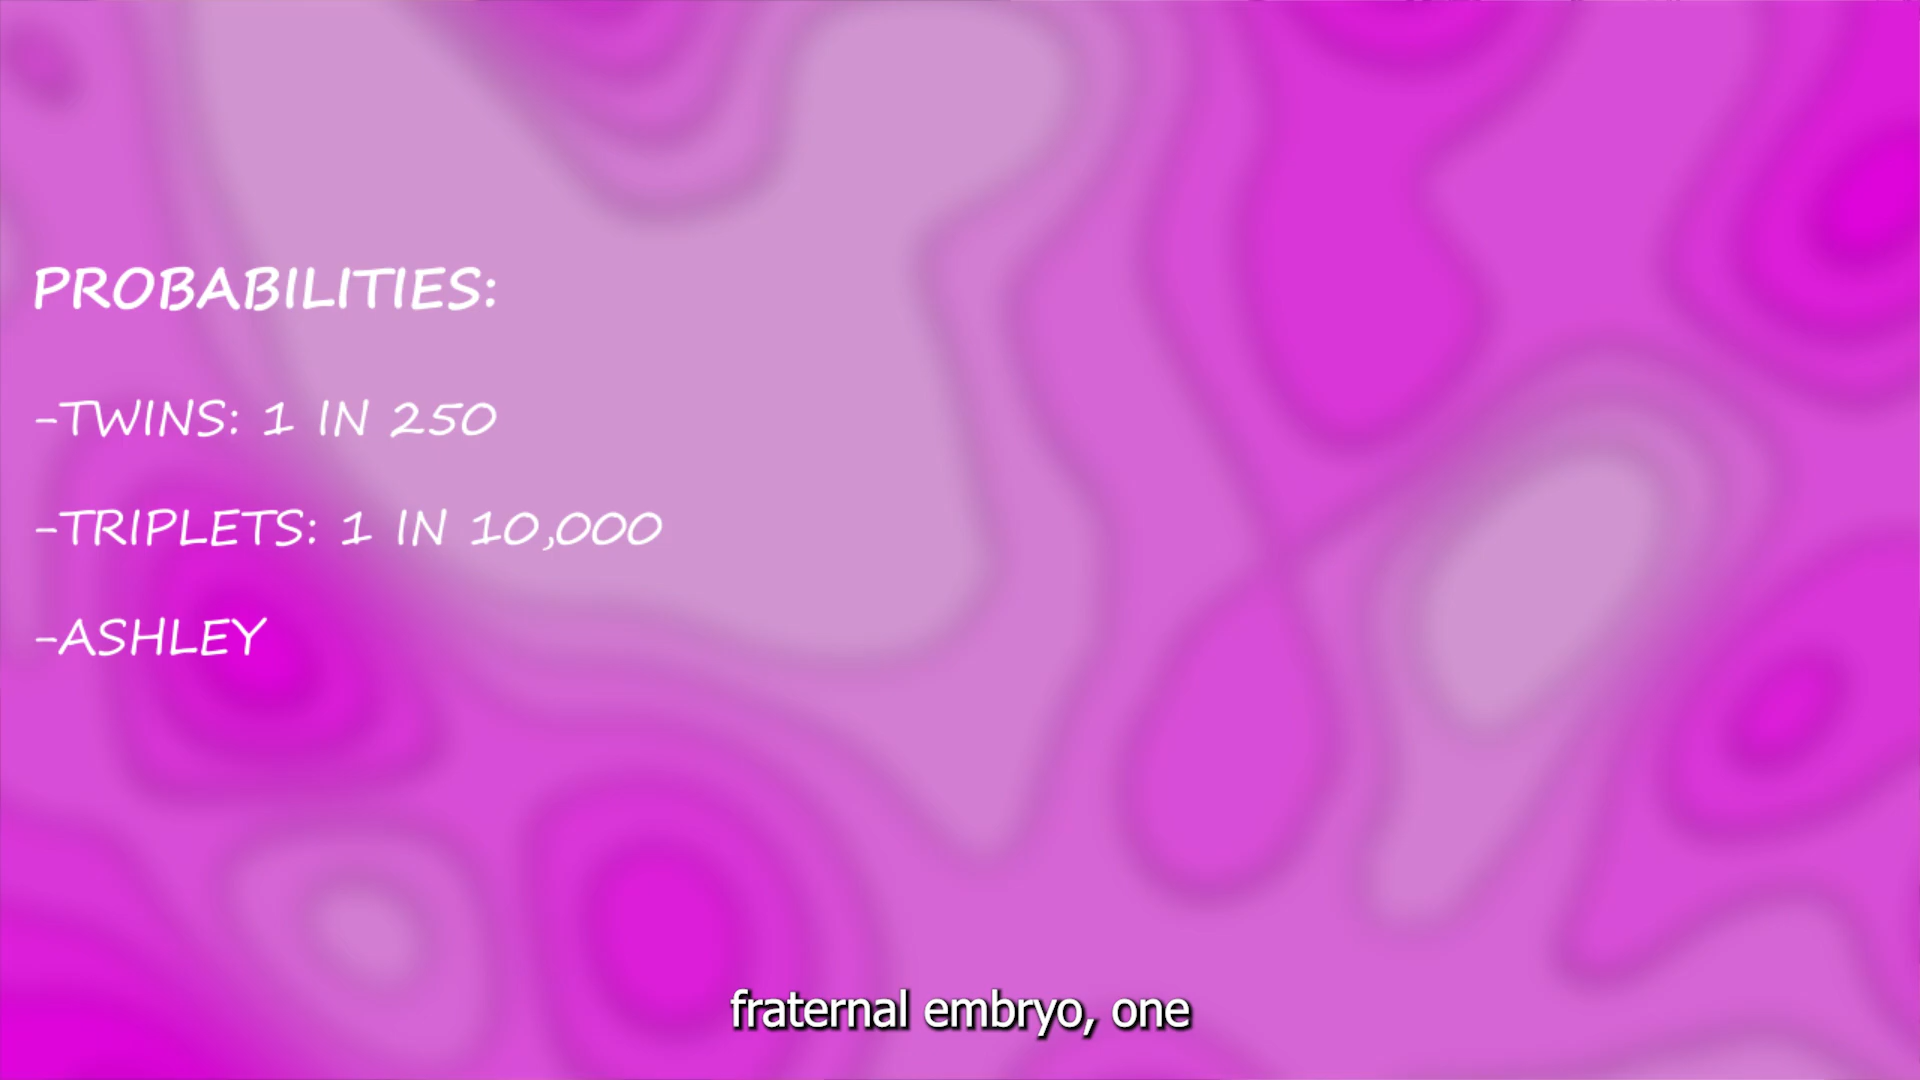 PROBABILITIES:
-TWINS: 1 IN 250
-TRIPLETS: 1 IN 10,000
-ASHLEY
fraternal embryo, one